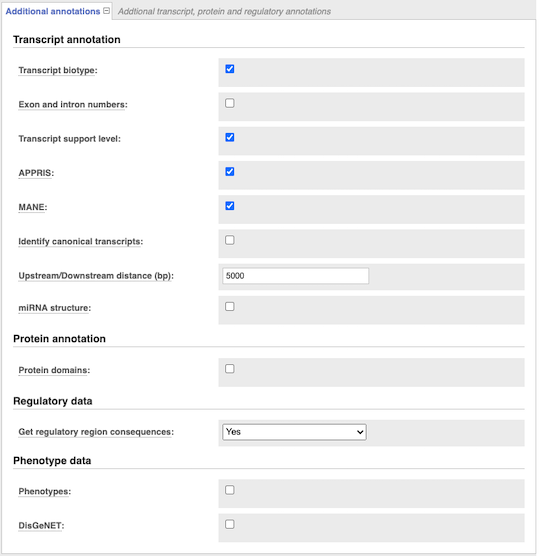 Additional annotations Addtional transcript, protein and regulatory annotations
Transcript annotation
Transcript biotype:
Exon and intron numbers:
Transcript support level:
APPRIS:
MANE:
Identify canonical transcripts:
Upstream/Downstream distance (bp): 5000
miRNA structure:
Protein annotation
Protein domains:
Regulatory data
Get regulatory region consequences: Yes
Phenotype data
Phenotypes:
DisGeNET: